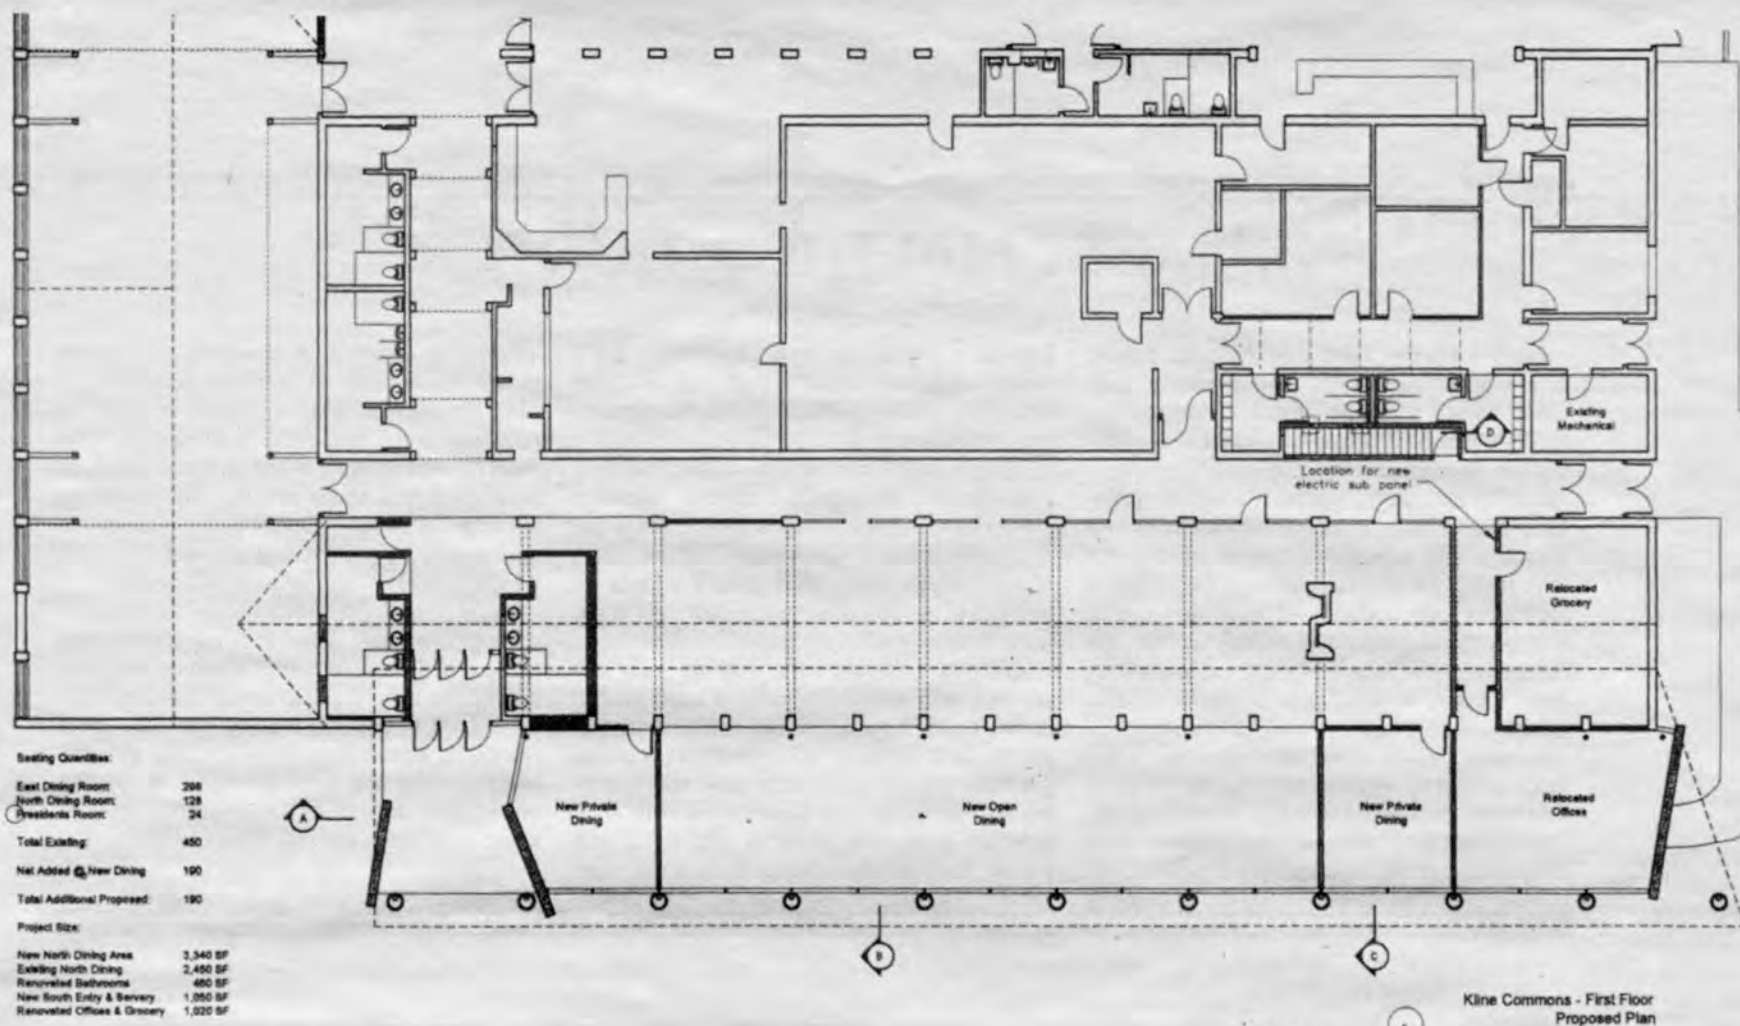 Existing
Mechanical
D
Location for new
electric sub panel
Relocated
Grocery
New Private
Dining
New Open
Dining
New Private
Dining
Relocated
Offices
A
B
C
Seating Quantities:
East Dining Room: 298
North Dining Room: 128
Presidents Room: 24
Total Existing: 450
Net Added @ New Dining 190
Total Additional Proposed: 190
Project Size:
New North Dining Area 3,340 SF
Existing North Dining 2,450 SF
Renovated Bathrooms 460 SF
New South Entry & Servery 1,050 SF
Renovated Offices & Grocery 1,020 SF
Kline Commons - First Floor
Proposed Plan